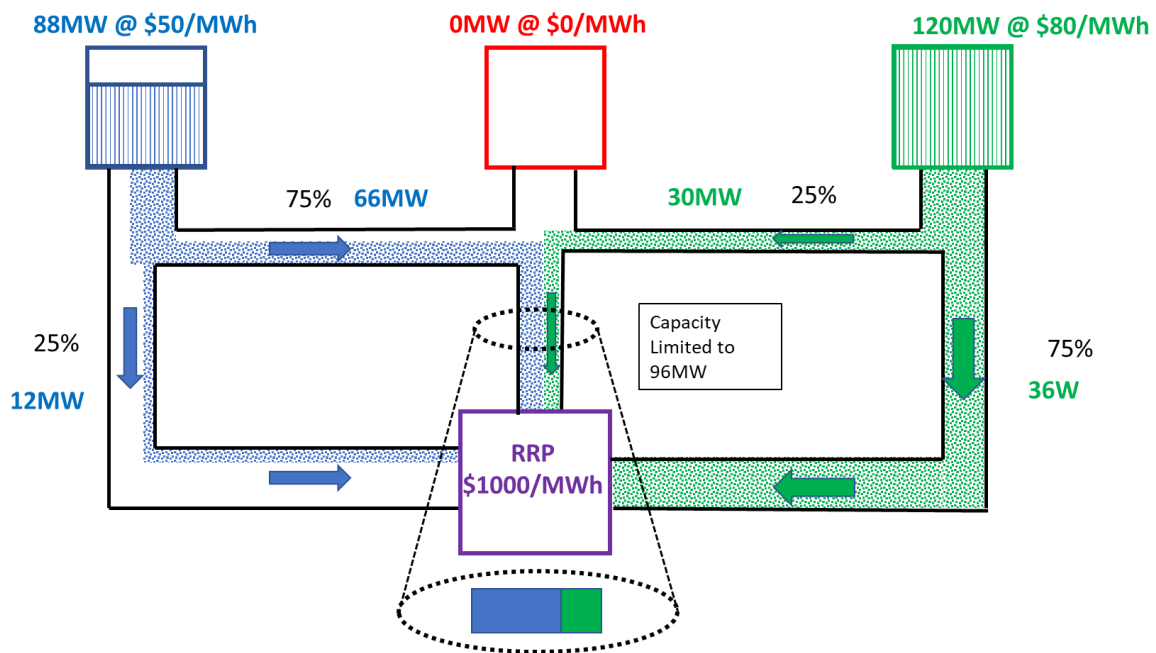 88MW @ $50/MWh
0MW @ $0/MWh
120MW @ $80/MWh
75% 66MW
30MW 25%
25%
12MW
Capacity
Limited to
96MW
75%
36W
RRP
$1000/MWh